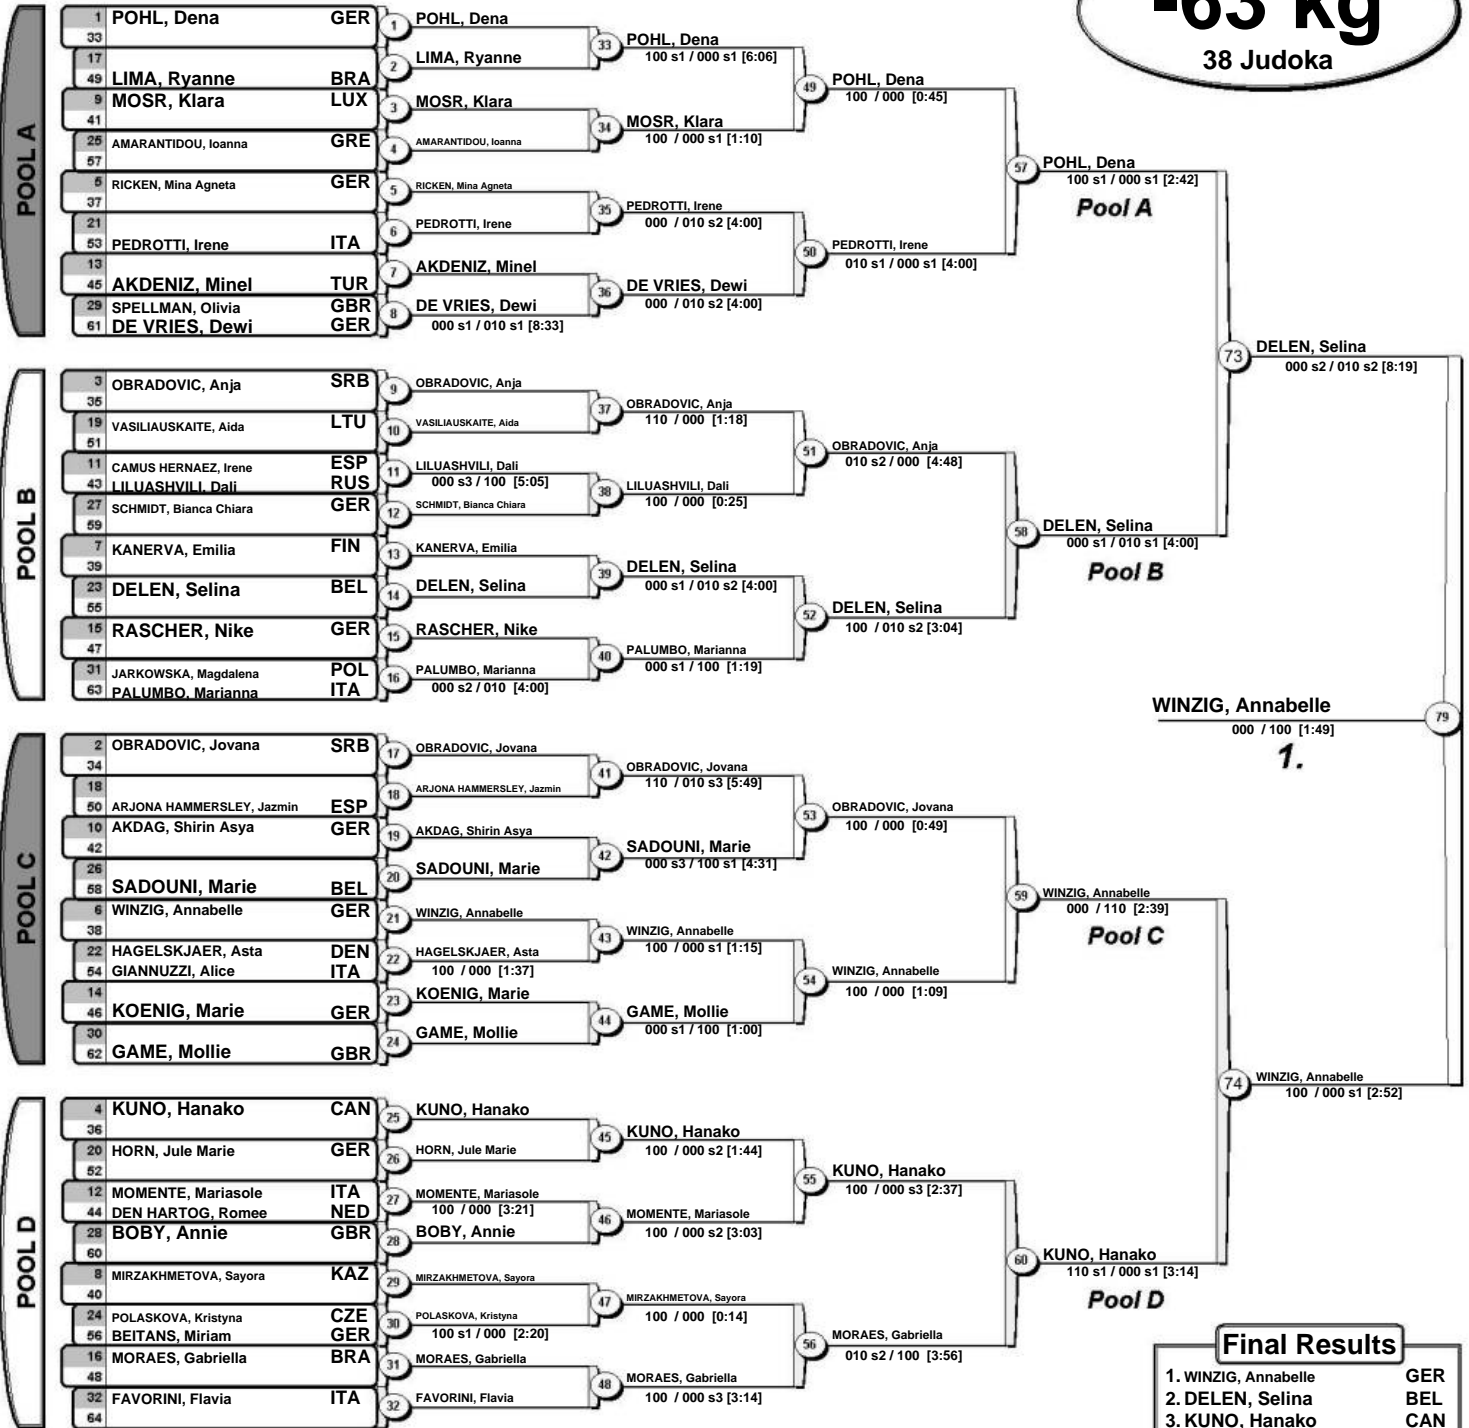 -63 kg
38 Judoka
POOL A
1 POHL, Dena GER
33
17
49 LIMA, Ryanne BRA
9 MOSR, Klara LUX
41
25 AMARANTIDOU, Ioanna GRE
57
5 RICKEN, Mina Agneta GER
37
21
53 PEDROTTI, Irene ITA
13
45 AKDENIZ, Minel TUR
29 SPELLMAN, Olivia GBR
61 DE VRIES, Dewi GER
1 POHL, Dena
2 LIMA, Ryanne
3 MOSR, Klara
4 AMARANTIDOU, Ioanna
5 RICKEN, Mina Agneta
6 PEDROTTI, Irene
7 AKDENIZ, Minel
8 DE VRIES, Dewi
000 s1 / 010 s1 [8:33]
33 POHL, Dena
100 s1 / 000 s1 [6:06]
34 MOSR, Klara
100 / 000 s1 [1:10]
35 PEDROTTI, Irene
000 / 010 s2 [4:00]
36 DE VRIES, Dewi
000 / 010 s2 [4:00]
49 POHL, Dena
100 / 000 [0:45]
50 PEDROTTI, Irene
010 s1 / 000 s1 [4:00]
57 POHL, Dena
100 s1 / 000 s1 [2:42]
Pool A
POOL B
3 OBRADOVIC, Anja SRB
35
19 VASILIAUSKAITE, Aida LTU
51
11 CAMUS HERNAEZ, Irene ESP
43 LILUASHVILI, Dali RUS
27 SCHMIDT, Bianca Chiara GER
59
7 KANERVA, Emilia FIN
39
23 DELEN, Selina BEL
55
15 RASCHER, Nike GER
47
31 JARKOWSKA, Magdalena POL
63 PALUMBO, Marianna ITA
9 OBRADOVIC, Anja
10 VASILIAUSKAITE, Aida
11 LILUASHVILI, Dali
000 s3 / 100 [5:05]
12 SCHMIDT, Bianca Chiara
13 KANERVA, Emilia
14 DELEN, Selina
15 RASCHER, Nike
16 PALUMBO, Marianna
000 s2 / 010 [4:00]
37 OBRADOVIC, Anja
110 / 000 [1:18]
38 LILUASHVILI, Dali
100 / 000 [0:25]
39 DELEN, Selina
000 s1 / 010 s2 [4:00]
40 PALUMBO, Marianna
000 s1 / 100 [1:19]
51 OBRADOVIC, Anja
010 s2 / 000 [4:48]
52 DELEN, Selina
100 / 010 s2 [3:04]
58 DELEN, Selina
000 s1 / 010 s1 [4:00]
Pool B
73 DELEN, Selina
000 s2 / 010 s2 [8:19]
WINZIG, Annabelle 79
000 / 100 [1:49]
1.
POOL C
2 OBRADOVIC, Jovana SRB
34
18
50 ARJONA HAMMERSLEY, Jazmin ESP
10 AKDAG, Shirin Asya GER
42
26
58 SADOUNI, Marie BEL
6 WINZIG, Annabelle GER
38
22 HAGELSKJAER, Asta DEN
54 GIANNUZZI, Alice ITA
14
46 KOENIG, Marie GER
30
62 GAME, Mollie GBR
17 OBRADOVIC, Jovana
18 ARJONA HAMMERSLEY, Jazmin
19 AKDAG, Shirin Asya
20 SADOUNI, Marie
21 WINZIG, Annabelle
22 HAGELSKJAER, Asta
100 / 000 [1:37]
23 KOENIG, Marie
24 GAME, Mollie
41 OBRADOVIC, Jovana
110 / 010 s3 [5:49]
42 SADOUNI, Marie
000 s3 / 100 s1 [4:31]
43 WINZIG, Annabelle
100 / 000 s1 [1:15]
44 GAME, Mollie
000 s1 / 100 [1:00]
53 OBRADOVIC, Jovana
100 / 000 [0:49]
54 WINZIG, Annabelle
100 / 000 [1:09]
59 WINZIG, Annabelle
000 / 110 [2:39]
Pool C
74 WINZIG, Annabelle
100 / 000 s1 [2:52]
POOL D
4 KUNO, Hanako CAN
36
20 HORN, Jule Marie GER
52
12 MOMENTE, Mariasole ITA
44 DEN HARTOG, Romee NED
28 BOBY, Annie GBR
60
8 MIRZAKHMETOVA, Sayora KAZ
40
24 POLASKOVA, Kristyna CZE
56 BEITANS, Miriam GER
16 MORAES, Gabriella BRA
48
32 FAVORINI, Flavia ITA
64
25 KUNO, Hanako
26 HORN, Jule Marie
27 MOMENTE, Mariasole
100 / 000 [3:21]
28 BOBY, Annie
29 MIRZAKHMETOVA, Sayora
30 POLASKOVA, Kristyna
100 s1 / 000 [2:20]
31 MORAES, Gabriella
32 FAVORINI, Flavia
45 KUNO, Hanako
100 / 000 s2 [1:44]
46 MOMENTE, Mariasole
100 / 000 s2 [3:03]
47 MIRZAKHMETOVA, Sayora
100 / 000 [0:14]
48 MORAES, Gabriella
100 / 000 s3 [3:14]
55 KUNO, Hanako
100 / 000 s3 [2:37]
56 MORAES, Gabriella
010 s2 / 100 [3:56]
60 KUNO, Hanako
110 s1 / 000 s1 [3:14]
Pool D
Final Results
1. WINZIG, Annabelle GER
2. DELEN, Selina BEL
3. KUNO, Hanako CAN